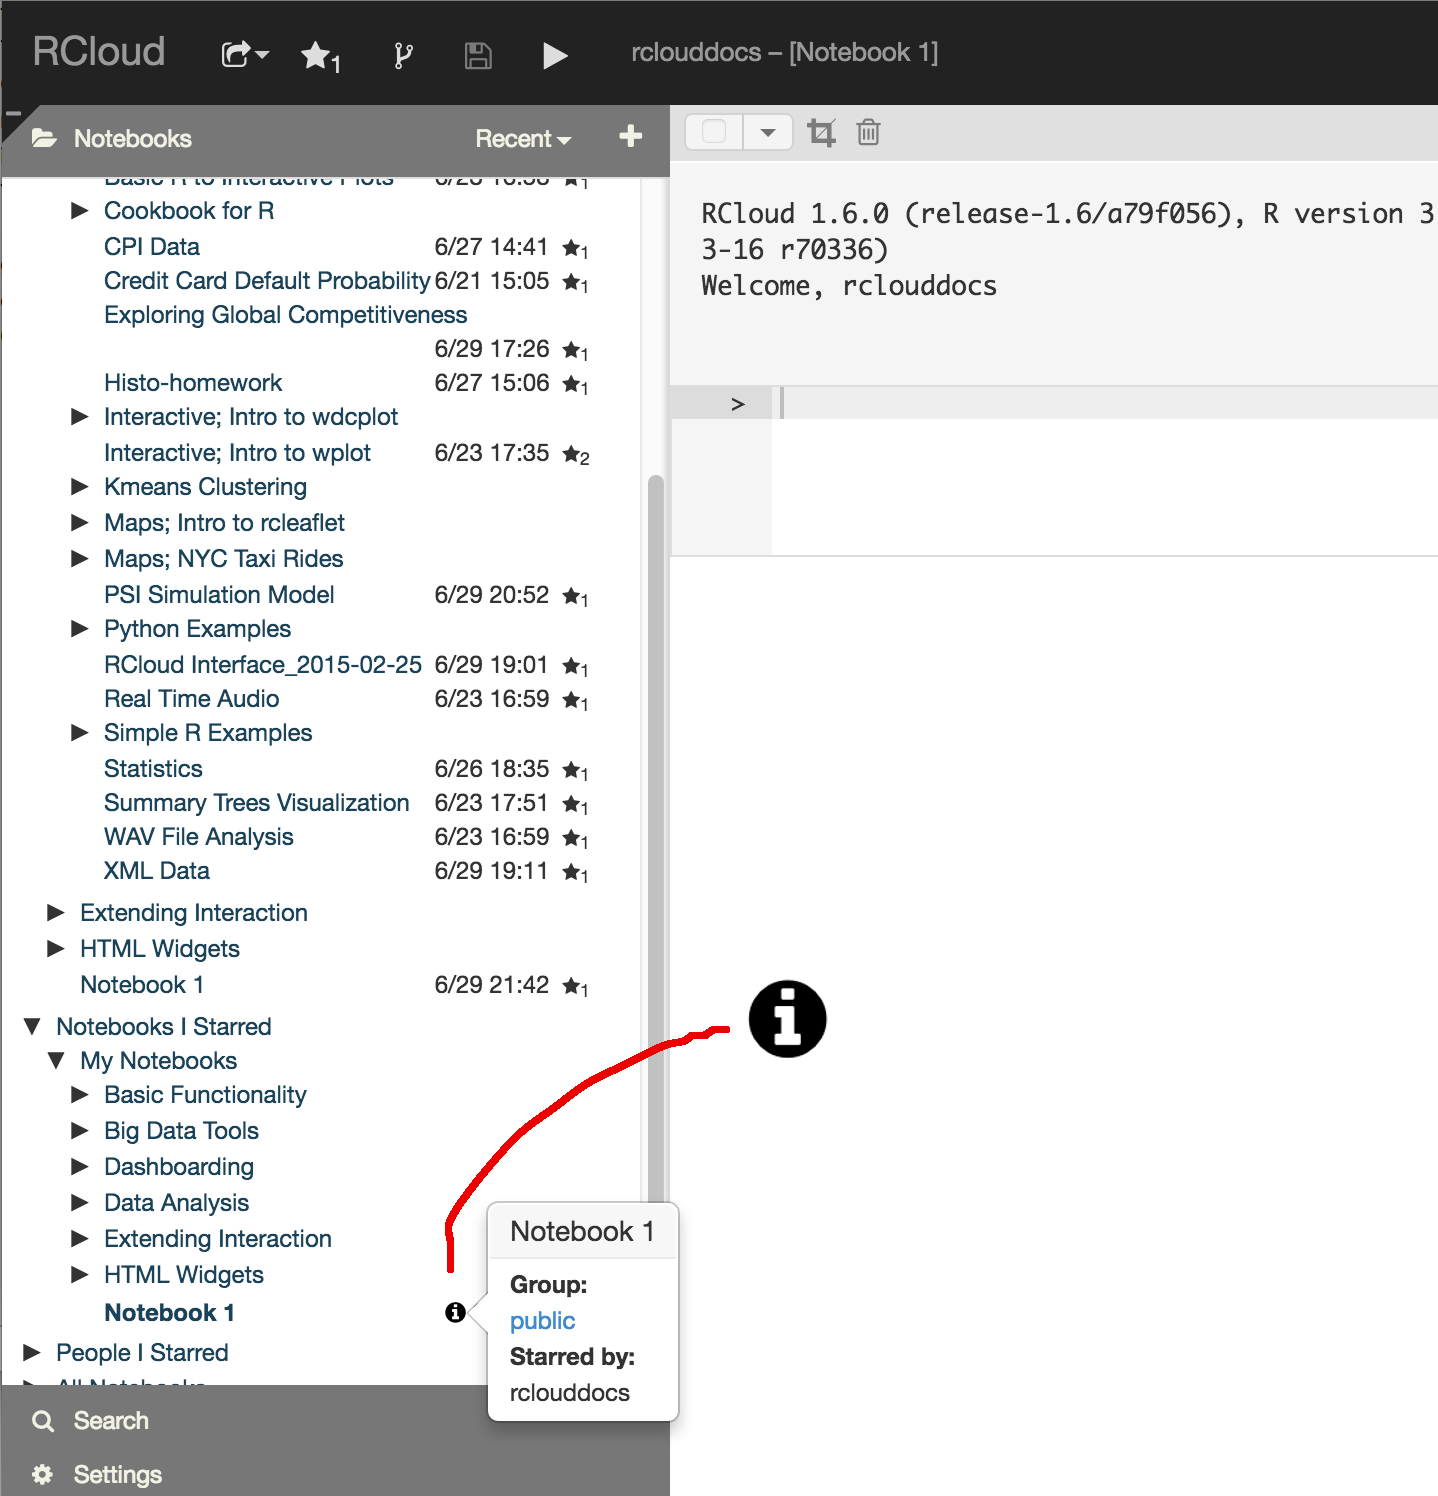 RCloud
1
rclouddocs – [Notebook 1]
Notebooks
Recent
Basic R to Interactive Plots 1
Cookbook for R
CPI Data 6/27 14:41 1
Credit Card Default Probability 6/21 15:05 1
Exploring Global Competitiveness
6/29 17:26 1
Histo-homework 6/27 15:06 1
Interactive; Intro to wdcplot
Interactive; Intro to wplot 6/23 17:35 2
Kmeans Clustering
Maps; Intro to rcleaflet
Maps; NYC Taxi Rides
PSI Simulation Model 6/29 20:52 1
Python Examples
RCloud Interface_2015-02-25 6/29 19:01 1
Real Time Audio 6/23 16:59 1
Simple R Examples
Statistics 6/26 18:35 1
Summary Trees Visualization 6/23 17:51 1
WAV File Analysis 6/23 16:59 1
XML Data 6/29 19:11 1
Extending Interaction
HTML Widgets
Notebook 1 6/29 21:42 1
Notebooks I Starred
My Notebooks
Basic Functionality
Big Data Tools
Dashboarding
Data Analysis
Extending Interaction
HTML Widgets
Notebook 1
People I Starred
All Notebooks
Search
Settings
RCloud 1.6.0 (release-1.6/a79f056), R version 3
3-16 r70336)
Welcome, rclouddocs
>
Notebook 1
Group:
public
Starred by:
rclouddocs